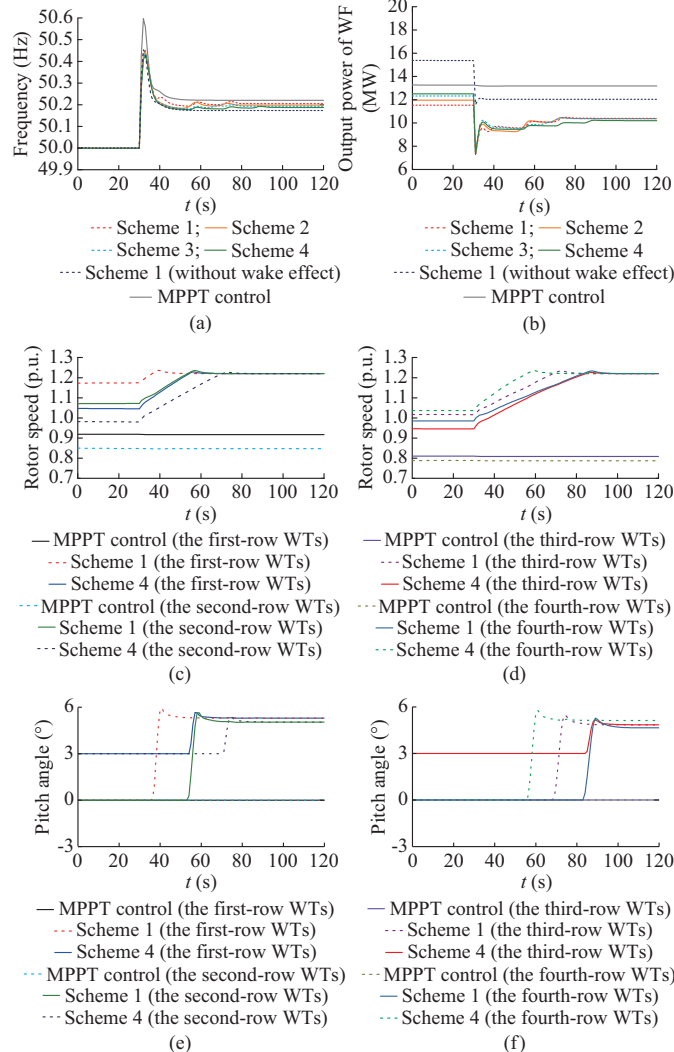 50.6
50.5
50.4
50.3
50.2
50.1
50.0
49.9
Frequency (Hz)
0 20 40 60 80 100 120
t (s)
Scheme 1; Scheme 2
Scheme 3; Scheme 4
Scheme 1 (without wake effect)
MPPT control
(a)
20
18
16
14
12
10
8
6
Output power of WF
(MW)
0 20 40 60 80 100 120
t (s)
Scheme 1; Scheme 2
Scheme 3; Scheme 4
Scheme 1 (without wake effect)
MPPT control
(b)
1.3
1.2
1.1
1.0
0.9
0.8
0.7
Rotor speed (p.u.)
0 20 40 60 80 100 120
t (s)
MPPT control (the first-row WTs)
Scheme 1 (the first-row WTs)
Scheme 4 (the first-row WTs)
MPPT control (the second-row WTs)
Scheme 1 (the second-row WTs)
Scheme 4 (the second-row WTs)
(c)
1.3
1.2
1.1
1.0
0.9
0.8
0.7
Rotor speed (p.u.)
0 20 40 60 80 100 120
t (s)
MPPT control (the third-row WTs)
Scheme 1 (the third-row WTs)
Scheme 4 (the third-row WTs)
MPPT control (the fourth-row WTs)
Scheme 1 (the fourth-row WTs)
Scheme 4 (the fourth-row WTs)
(d)
6
3
0
-3
Pitch angle (°)
0 20 40 60 80 100 120
t (s)
MPPT control (the first-row WTs)
Scheme 1 (the first-row WTs)
Scheme 4 (the first-row WTs)
MPPT control (the second-row WTs)
Scheme 1 (the second-row WTs)
Scheme 4 (the second-row WTs)
(e)
6
3
0
-3
Pitch angle (°)
0 20 40 60 80 100 120
t (s)
MPPT control (the third-row WTs)
Scheme 1 (the third-row WTs)
Scheme 4 (the third-row WTs)
MPPT control (the fourth-row WTs)
Scheme 1 (the fourth-row WTs)
Scheme 4 (the fourth-row WTs)
(f)